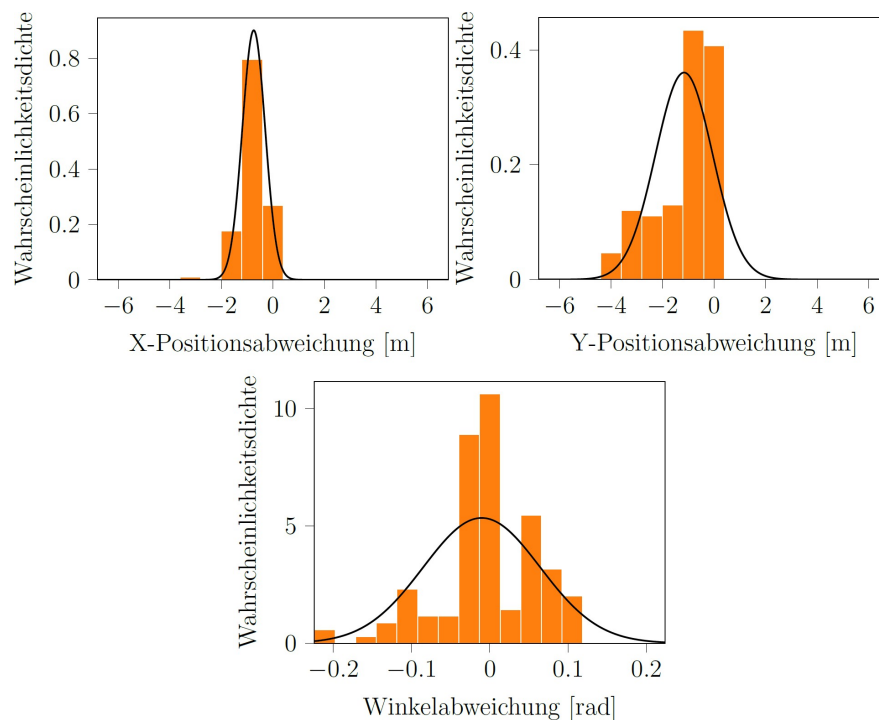 Wahrscheinlichkeitsdichte
0.8
0.6
0.4
0.2
0
−6 −4 −2 0 2 4 6
X-Positionsabweichung [m]
Wahrscheinlichkeitsdichte
0.4
0.2
0
−6 −4 −2 0 2 4 6
Y-Positionsabweichung [m]
Wahrscheinlichkeitsdichte
10
5
0
−0.2 −0.1 0 0.1 0.2
Winkelabweichung [rad]